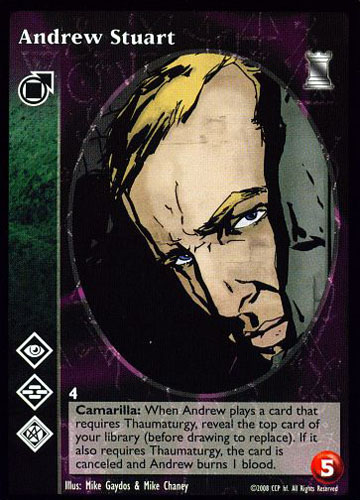 Andrew Stuart
4
Camarilla: When Andrew plays a card that
requires Thaumaturgy, reveal the top card of
your library (before drawing to replace). If it
also requires Thaumaturgy, the card is
canceled and Andrew burns 1 blood.
5
Illus: Mike Gaydos & Mike Chaney
©2008 CCP hf. All Rights Reserved